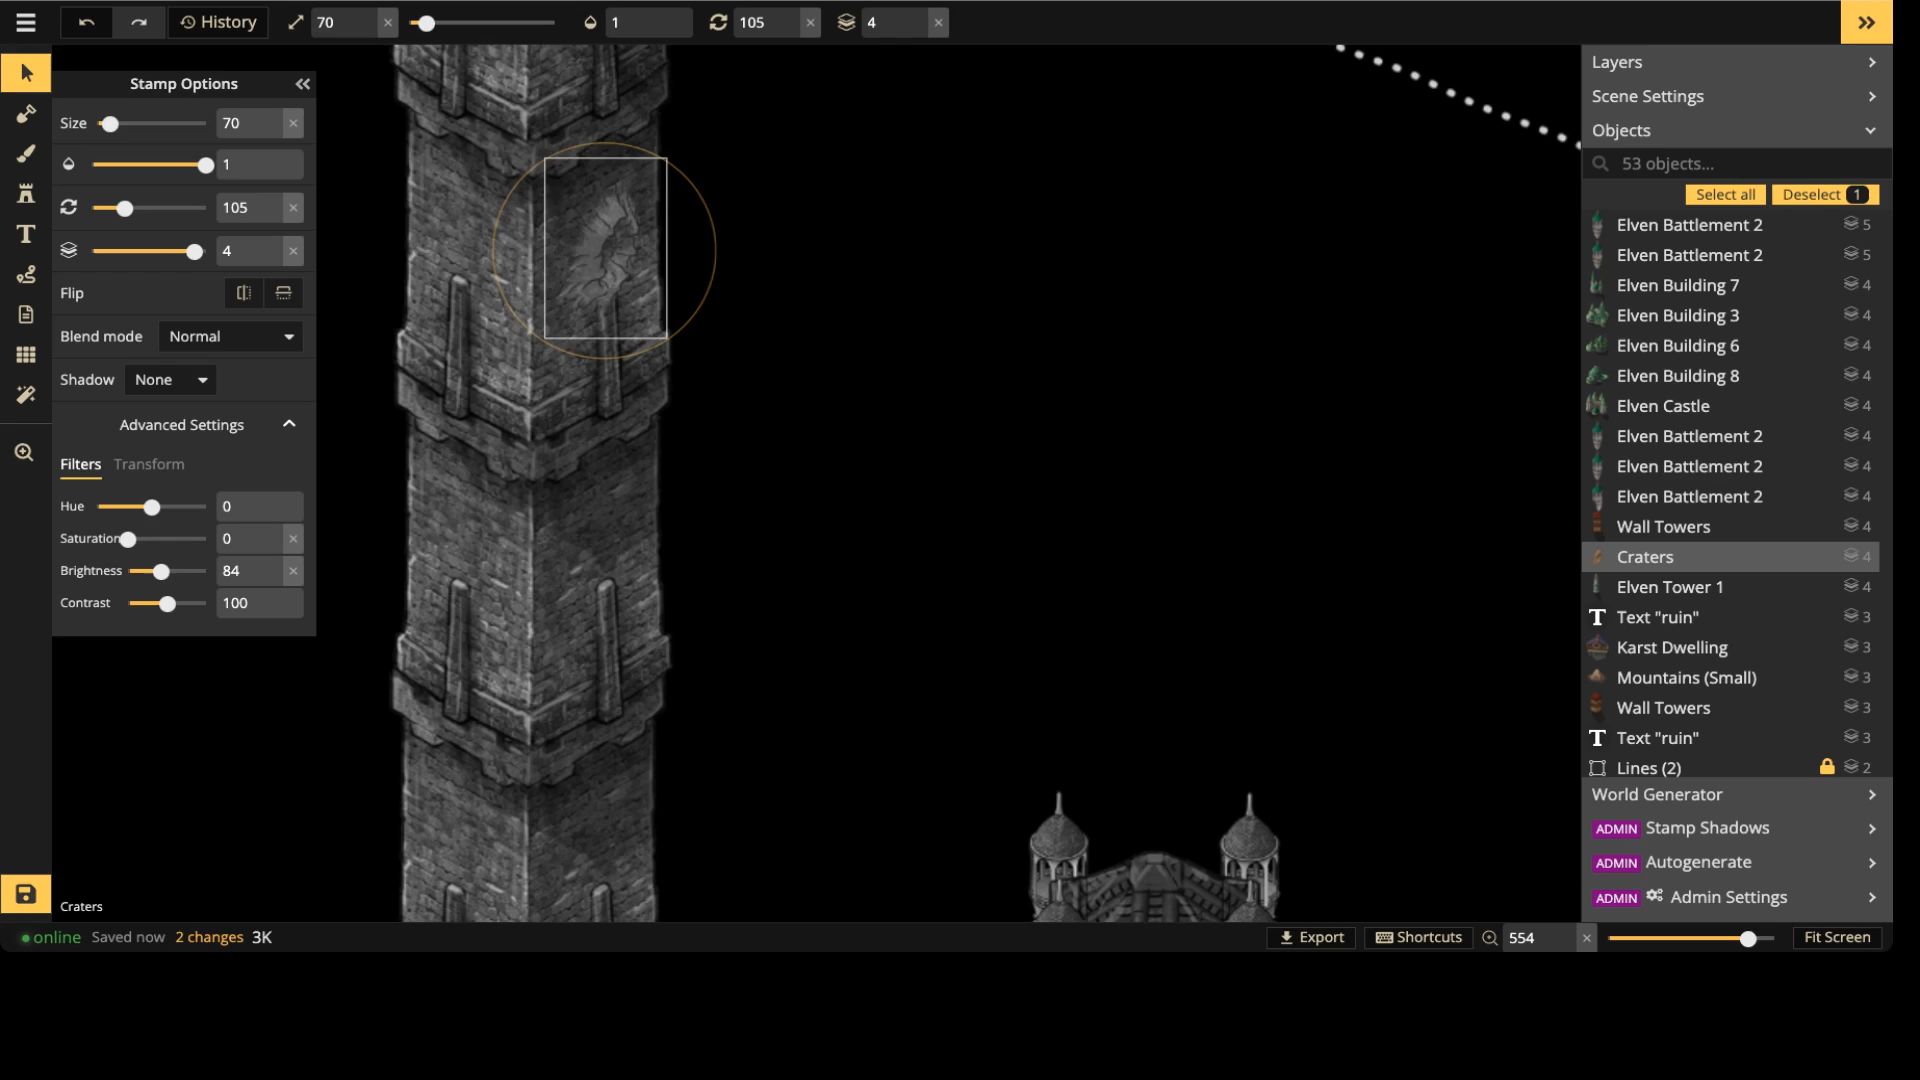 History
70
1
105
4
Stamp Options
Size
70
1
105
4
Flip
Blend mode
Normal
Shadow
None
Advanced Settings
Filters
Transform
Hue
0
Saturation
0
Brightness
84
Contrast
100
Craters
online
Saved now
2 changes
3K
Layers
Scene Settings
Objects
53 objects...
Select all
Deselect 1
Elven Battlement 2
5
Elven Battlement 2
5
Elven Building 7
4
Elven Building 3
4
Elven Building 6
4
Elven Building 8
4
Elven Castle
4
Elven Battlement 2
4
Elven Battlement 2
4
Elven Battlement 2
4
Wall Towers
4
Craters
4
Elven Tower 1
4
T Text "ruin"
3
Karst Dwelling
3
Mountains (Small)
3
Wall Towers
3
T Text "ruin"
3
Lines (2)
2
World Generator
ADMIN Stamp Shadows
ADMIN Autogenerate
ADMIN Admin Settings
Export
Shortcuts
554
Fit Screen